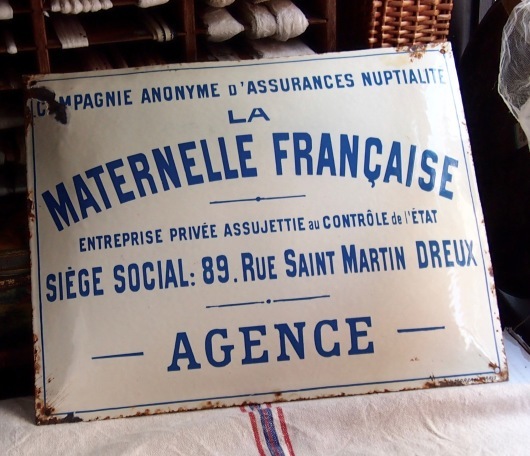 COMPAGNIE ANONYME D'ASSURANCES NUPTIALITÉ
LA
MATERNELLE FRANÇAISE
ENTREPRISE PRIVÉE ASSUJETTIE au CONTRÔLE de l'ÉTAT
SIÈGE SOCIAL: 89. RUE SAINT MARTIN DREUX
AGENCE